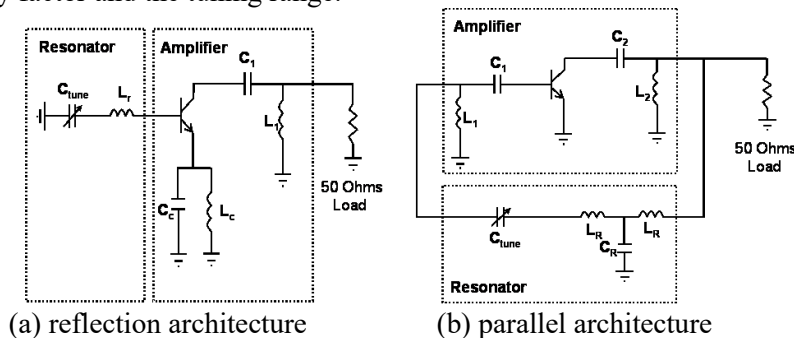 y factor and the tuning range.
Resonator
Amplifier
C1
Ctune
Lr
L1
50 Ohms
Load
Cc
Lc
Amplifier
C2
C1
L2
L1
50 Ohms
Load
Ctune
LR
CR
LR
Resonator
(a) reflection architecture
(b) parallel architecture